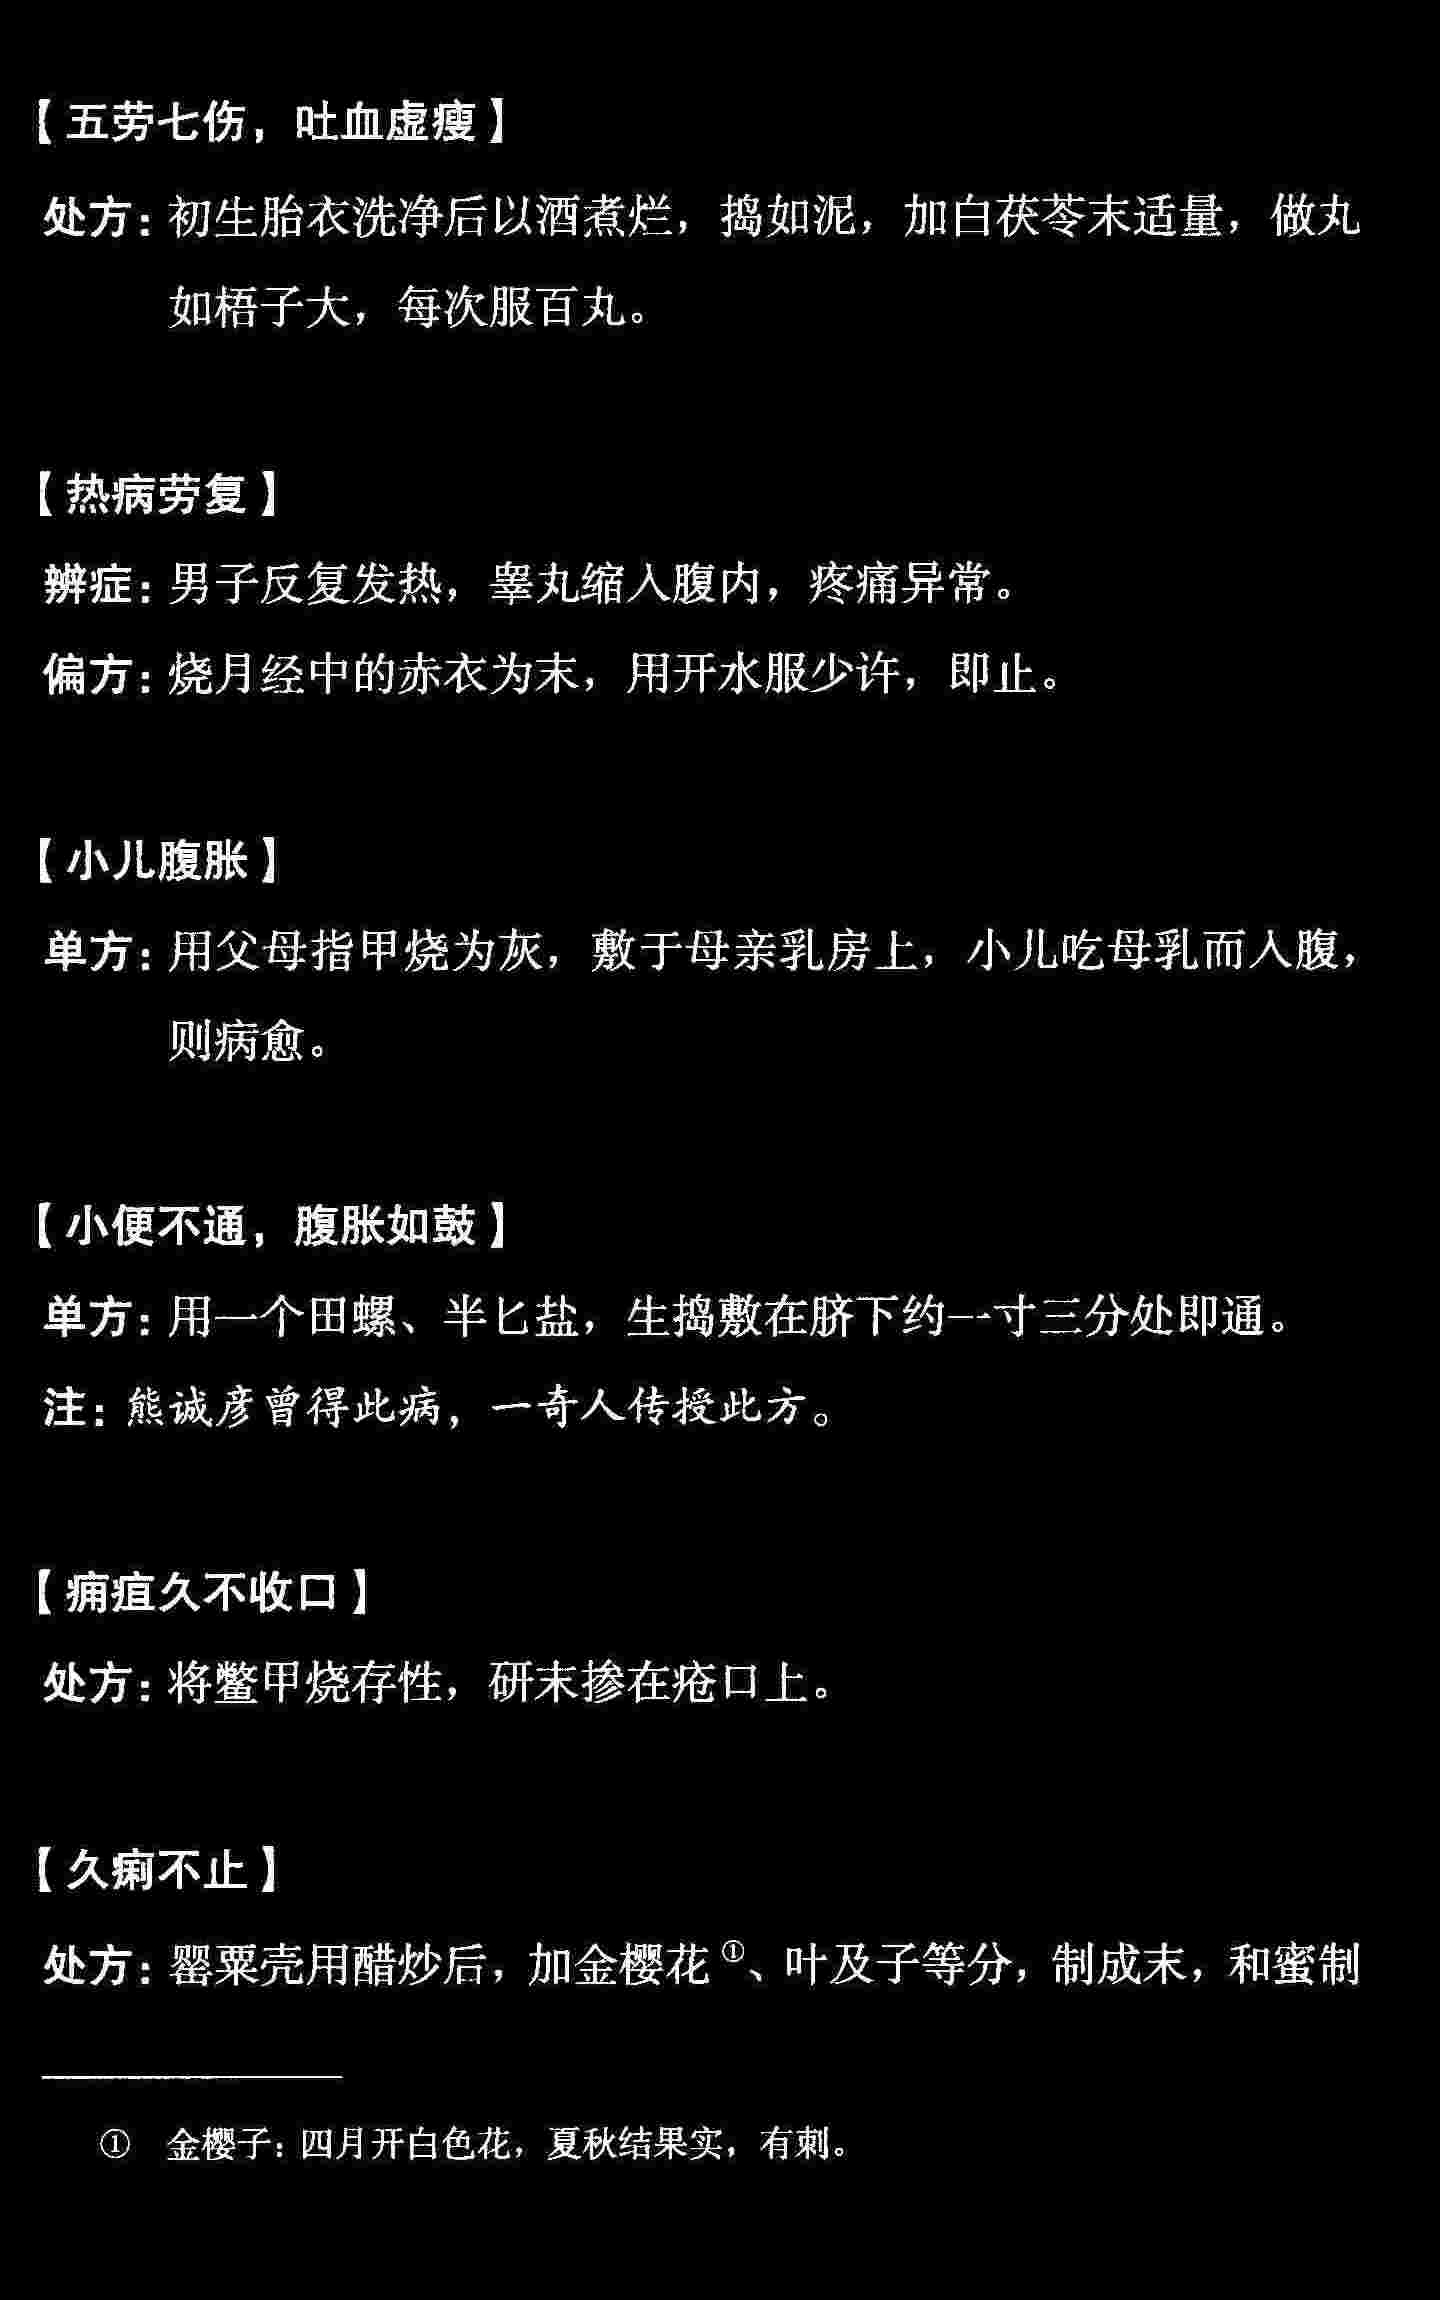 【五劳七伤，吐血虚瘦】
处方：初生胎衣洗净后以酒煮烂，捣如泥，加白茯苓末适量，做丸
如梧子大，每次服百丸。
【热病劳复】
辨症：男子反复发热，睾丸缩入腹内，疼痛异常。
偏方：烧月经中的赤衣为末，用开水服少许，即止。
【小儿腹胀】
单方：用父母指甲烧为灰，敷于母亲乳房上，小儿吃母乳而入腹，
则病愈。
【小便不通，腹胀如鼓】
单方：用一个田螺、半匕盐，生捣敷在脐下约一寸三分处即通。
注：熊诚彦曾得此病，一奇人传授此方。
【痈疽久不收口】
处方：将鳖甲烧存性，研末掺在疮口上。
【久痢不止】
处方：罂粟壳用醋炒后，加金樱花①、叶及子等分，制成末，和蜜制
① 金樱子：四月开白色花，夏秋结果实，有刺。